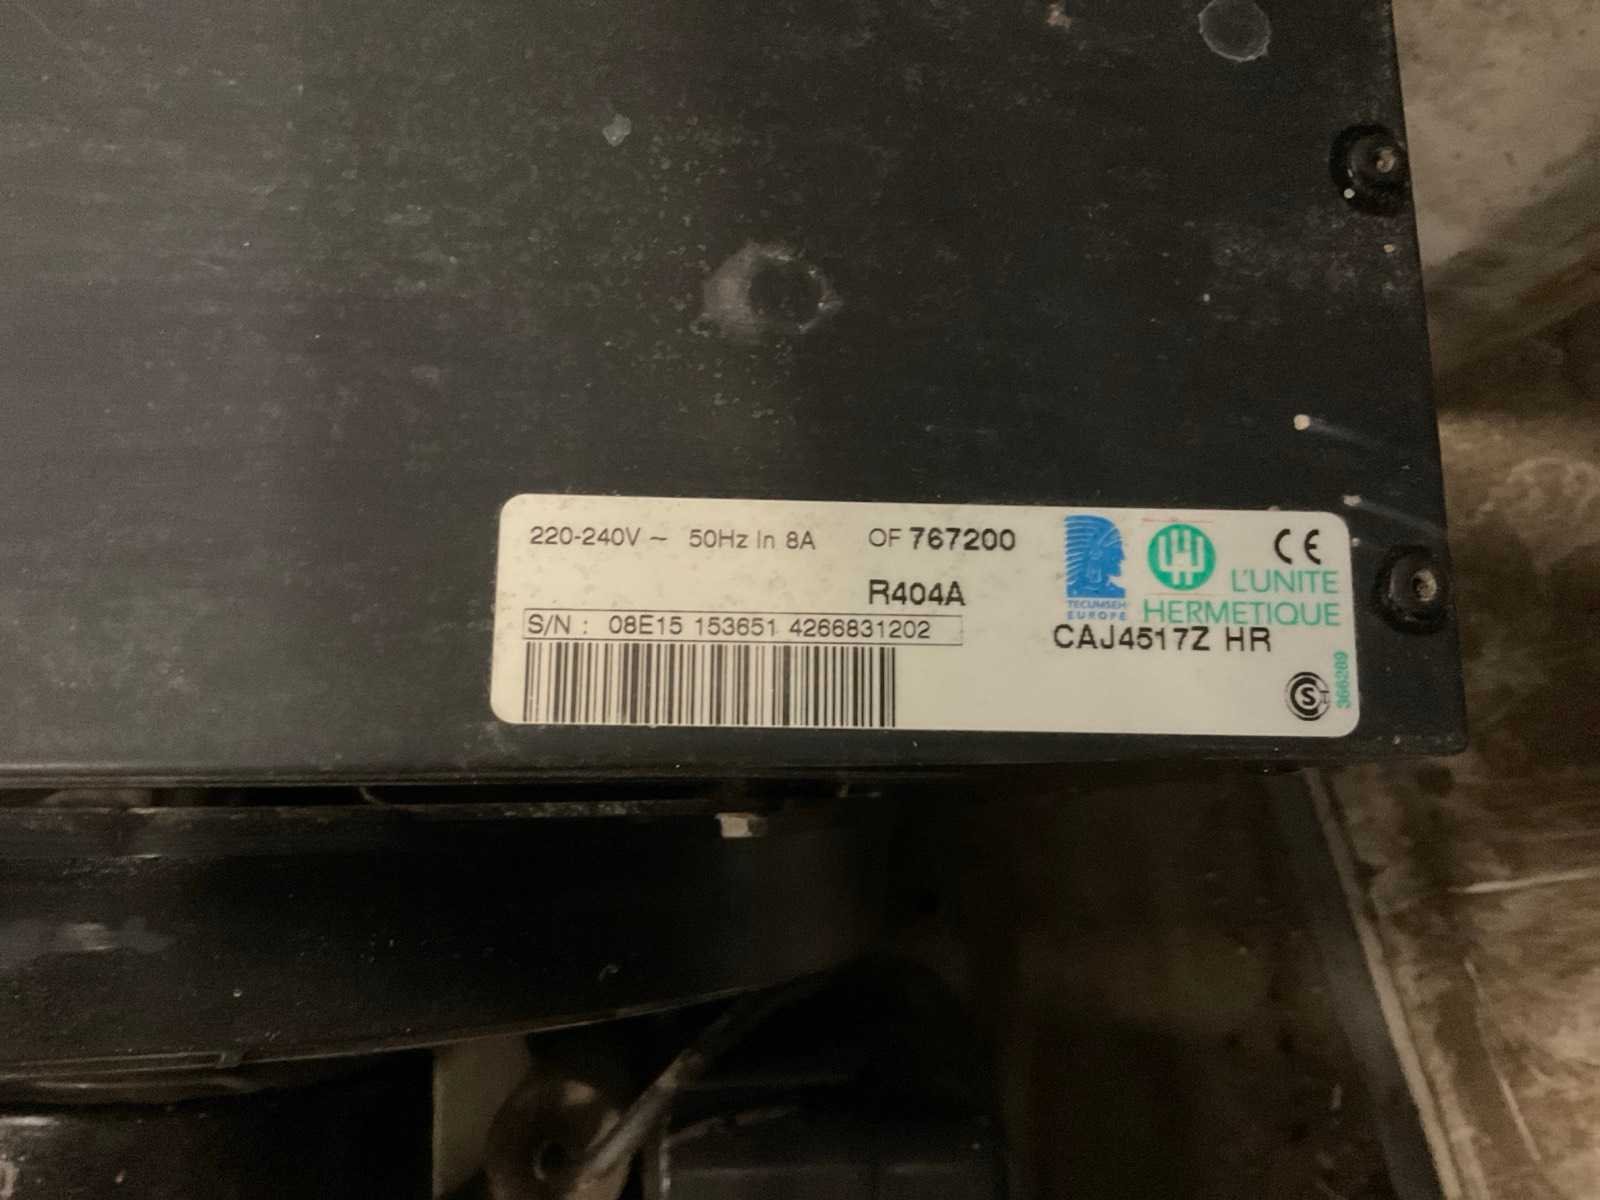 220-240V ~ 50Hz In 8A OF 767200
R404A
S/N : 08E15 153651 4266831202
TECUMSEH
EUROPE
CE
L'UNITE
HERMETIQUE
CAJ4517Z HR
366289